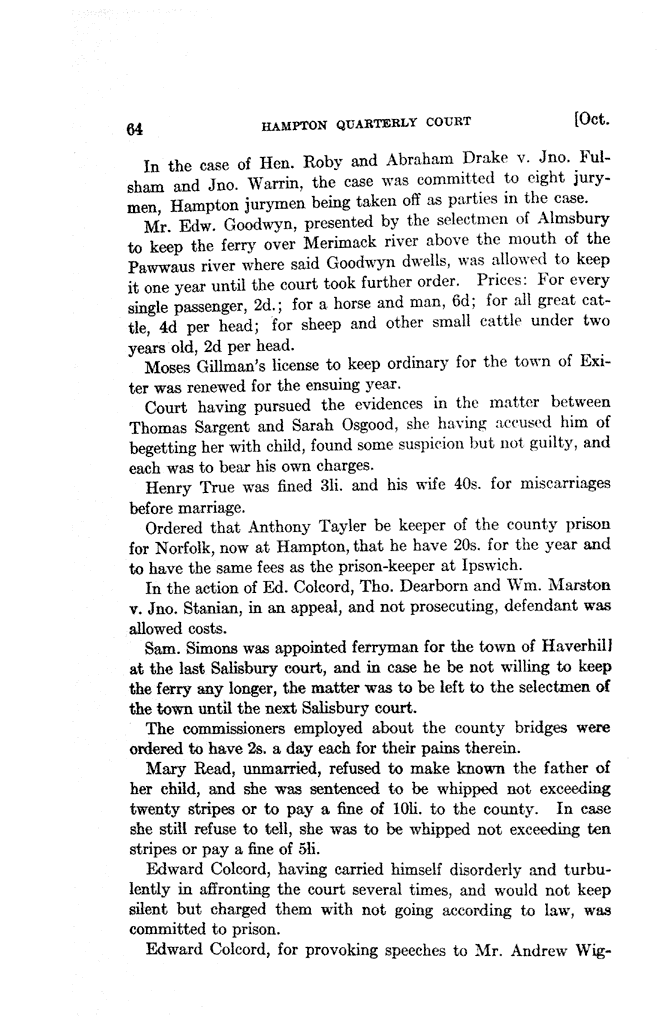 64 HAMPTON QUARTERLY COURT [Oct.
In the case of Hen. Roby and Abraham Drake v. Jno. Ful-
sham and Jno. Warrin, the case was committed to eight jury-
men, Hampton jurymen being taken off as parties in the case.
Mr. Edw. Goodwyn, presented by the selectmen of Almsbury
to keep the ferry over Merimack river above the mouth of the
Pawwaus river where said Goodwyn dwells, was allowed to keep
it one year until the court took further order. Prices: For every
single passenger, 2d.; for a horse and man, 6d; for all great cat-
tle, 4d per head; for sheep and other small cattle under two
years old, 2d per head.
Moses Gillman's license to keep ordinary for the town of Exi-
ter was renewed for the ensuing year.
Court having pursued the evidences in the matter between
Thomas Sargent and Sarah Osgood, she having accused him of
begetting her with child, found some suspicion but not guilty, and
each was to bear his own charges.
Henry True was fined 3li. and his wife 40s. for miscarriages
before marriage.
Ordered that Anthony Tayler be keeper of the county prison
for Norfolk, now at Hampton, that he have 20s. for the year and
to have the same fees as the prison-keeper at Ipswich.
In the action of Ed. Colcord, Tho. Dearborn and Wm. Marston
v. Jno. Stanian, in an appeal, and not prosecuting, defendant was
allowed costs.
Sam. Simons was appointed ferryman for the town of Haverhill
at the last Salisbury court, and in case he be not willing to keep
the ferry any longer, the matter was to be left to the selectmen of
the town until the next Salisbury court.
The commissioners employed about the county bridges were
ordered to have 2s. a day each for their pains therein.
Mary Read, unmarried, refused to make known the father of
her child, and she was sentenced to be whipped not exceeding
twenty stripes or to pay a fine of 10li. to the county. In case
she still refuse to tell, she was to be whipped not exceeding ten
stripes or pay a fine of 5li.
Edward Colcord, having carried himself disorderly and turbu-
lently in affronting the court several times, and would not keep
silent but charged them with not going according to law, was
committed to prison.
Edward Colcord, for provoking speeches to Mr. Andrew Wig-